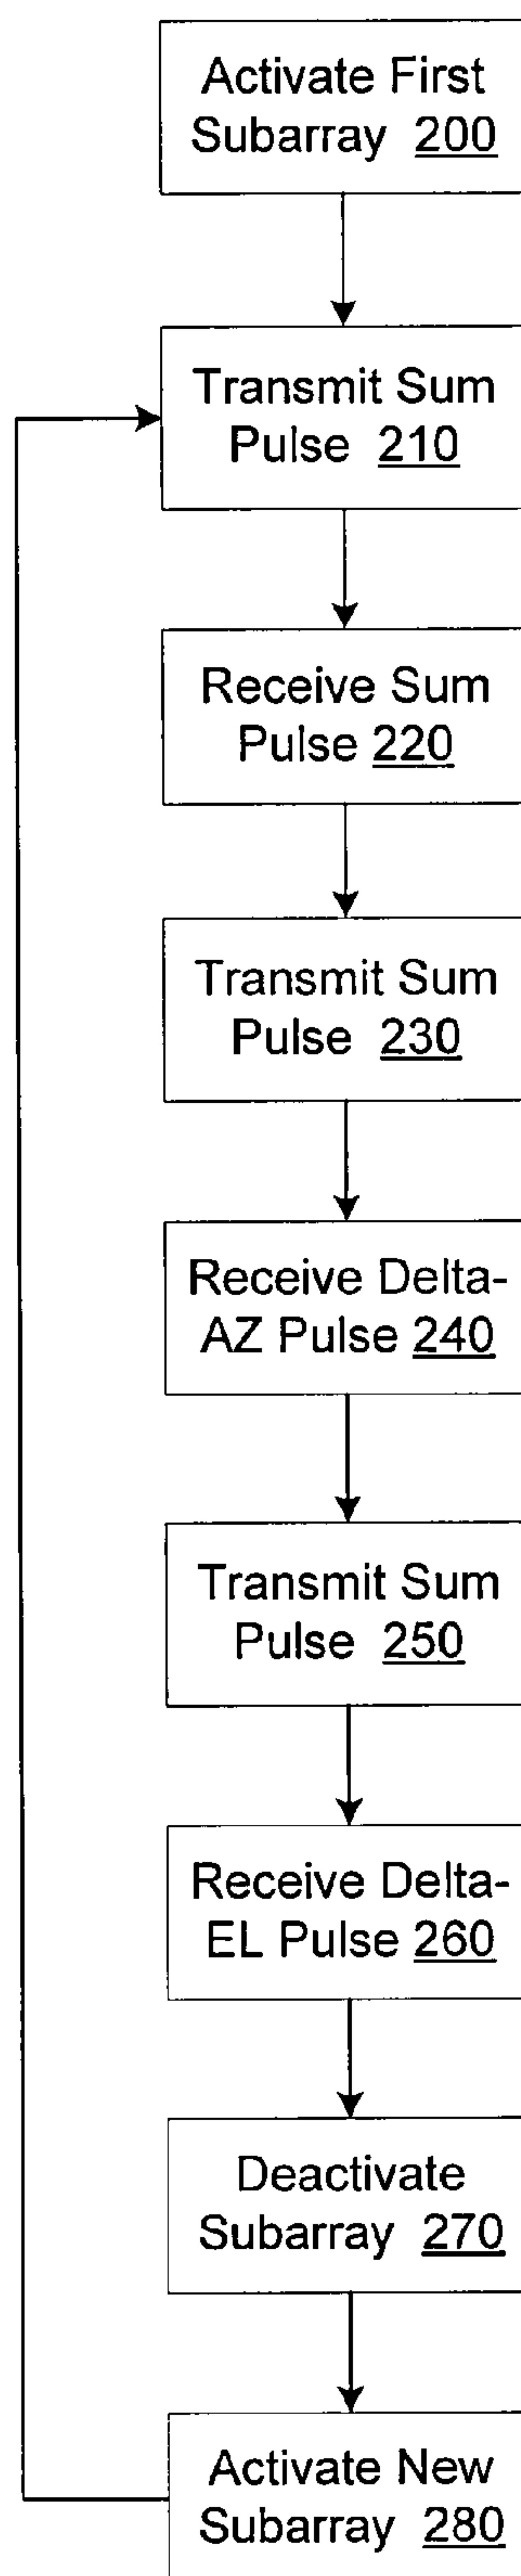 Activate First
Subarray 200
Transmit Sum
Pulse 210
Receive Sum
Pulse 220
Transmit Sum
Pulse 230
Receive Delta-
AZ Pulse 240
Transmit Sum
Pulse 250
Receive Delta-
EL Pulse 260
Deactivate
Subarray 270
Activate New
Subarray 280